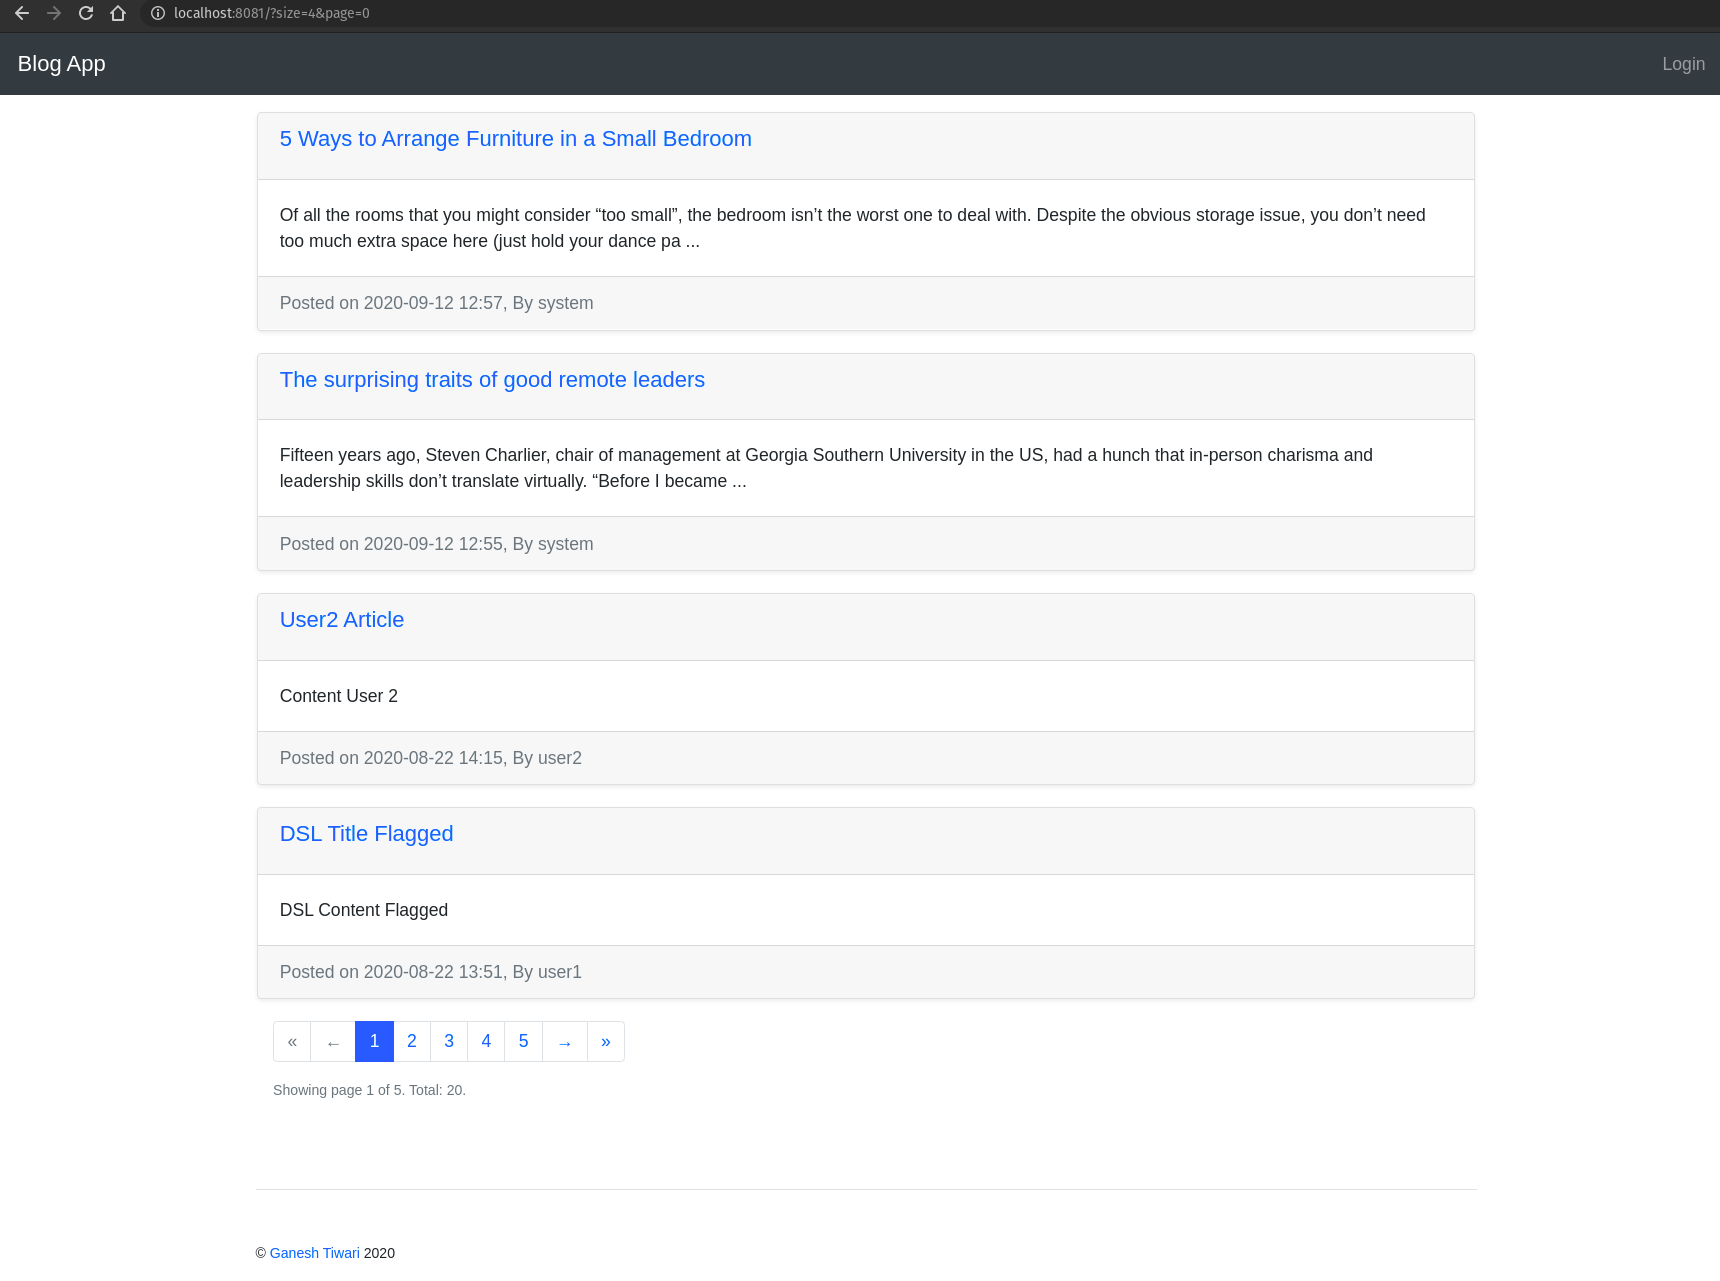 localhost:8081/?size=4&page=0
Blog App
Login
5 Ways to Arrange Furniture in a Small Bedroom
Of all the rooms that you might consider “too small”, the bedroom isn’t the worst one to deal with. Despite the obvious storage issue, you don’t need
too much extra space here (just hold your dance pa ...
Posted on 2020-09-12 12:57, By system
The surprising traits of good remote leaders
Fifteen years ago, Steven Charlier, chair of management at Georgia Southern University in the US, had a hunch that in-person charisma and
leadership skills don’t translate virtually. “Before I became ...
Posted on 2020-09-12 12:55, By system
User2 Article
Content User 2
Posted on 2020-08-22 14:15, By user2
DSL Title Flagged
DSL Content Flagged
Posted on 2020-08-22 13:51, By user1
« ← 1 2 3 4 5 → »
Showing page 1 of 5. Total: 20.
© Ganesh Tiwari 2020